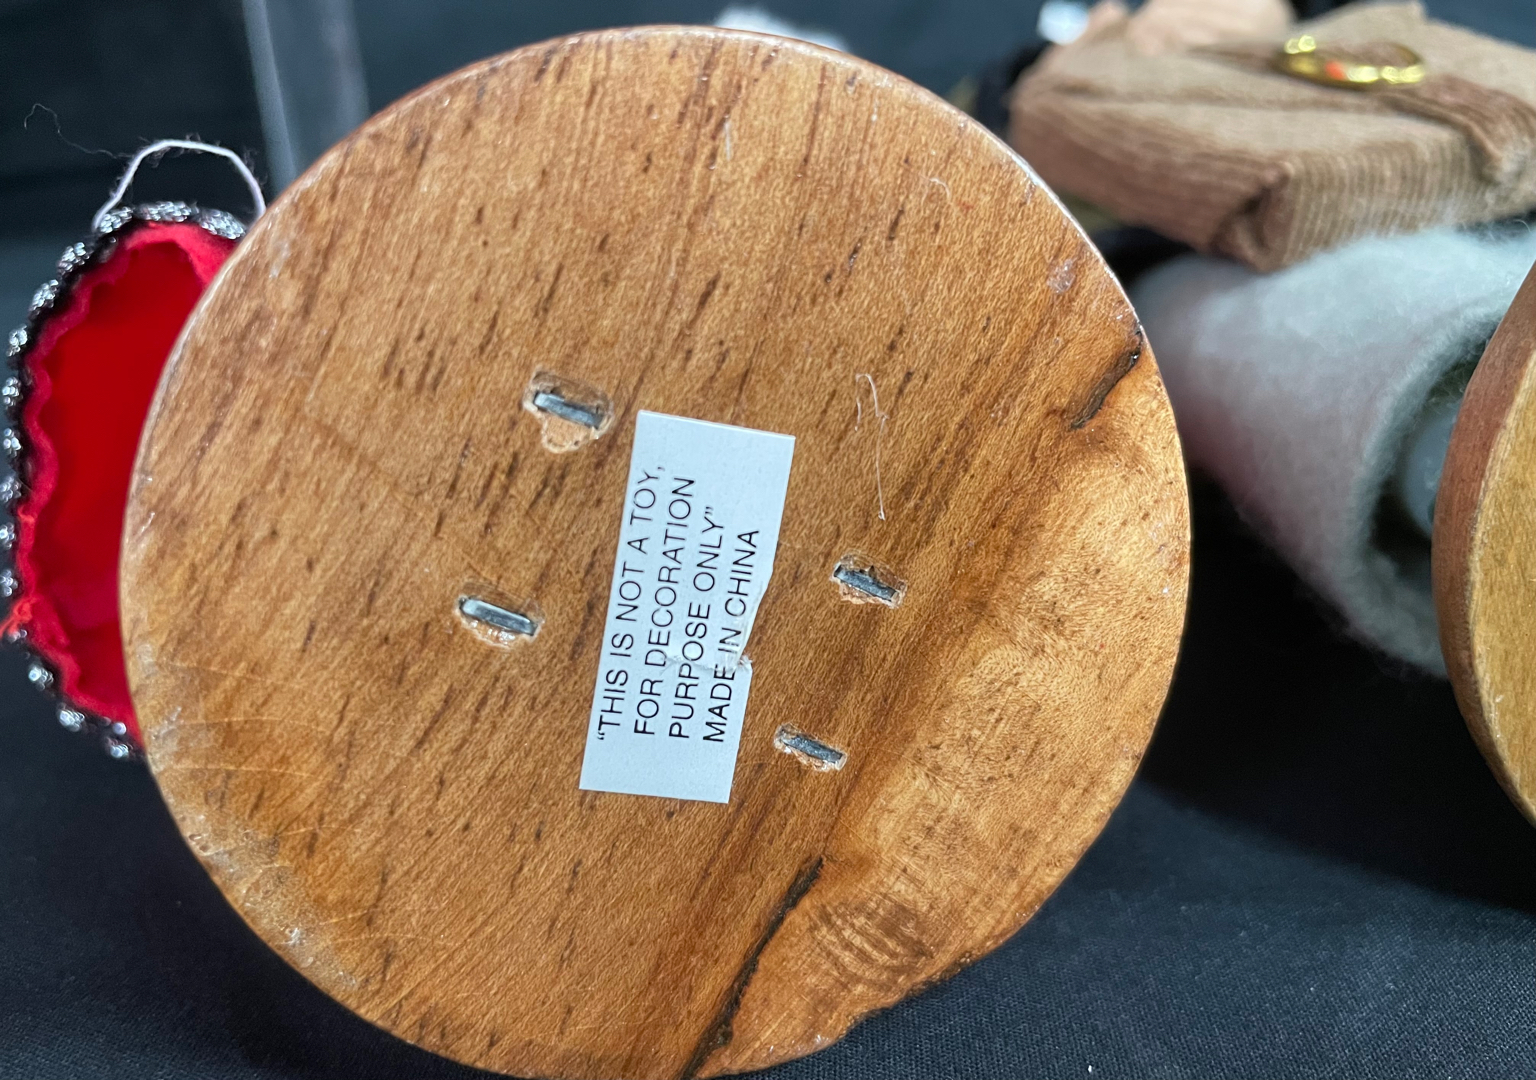 “THIS IS NOT A TOY,
FOR DECORATION
PURPOSE ONLY”
MADE IN CHINA